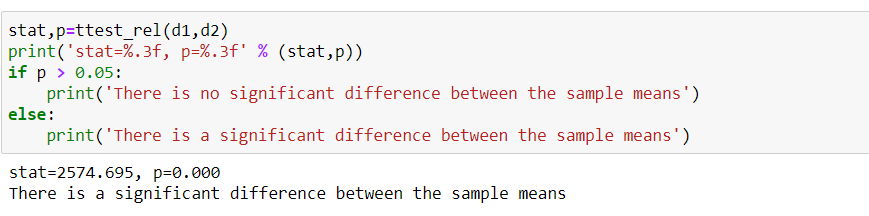 stat,p=ttest_rel(d1,d2)
print('stat=%.3f, p=%.3f' % (stat,p))
if p > 0.05:
    print('There is no significant difference between the sample means')
else:
    print('There is a significant difference between the sample means')
stat=2574.695, p=0.000
There is a significant difference between the sample means